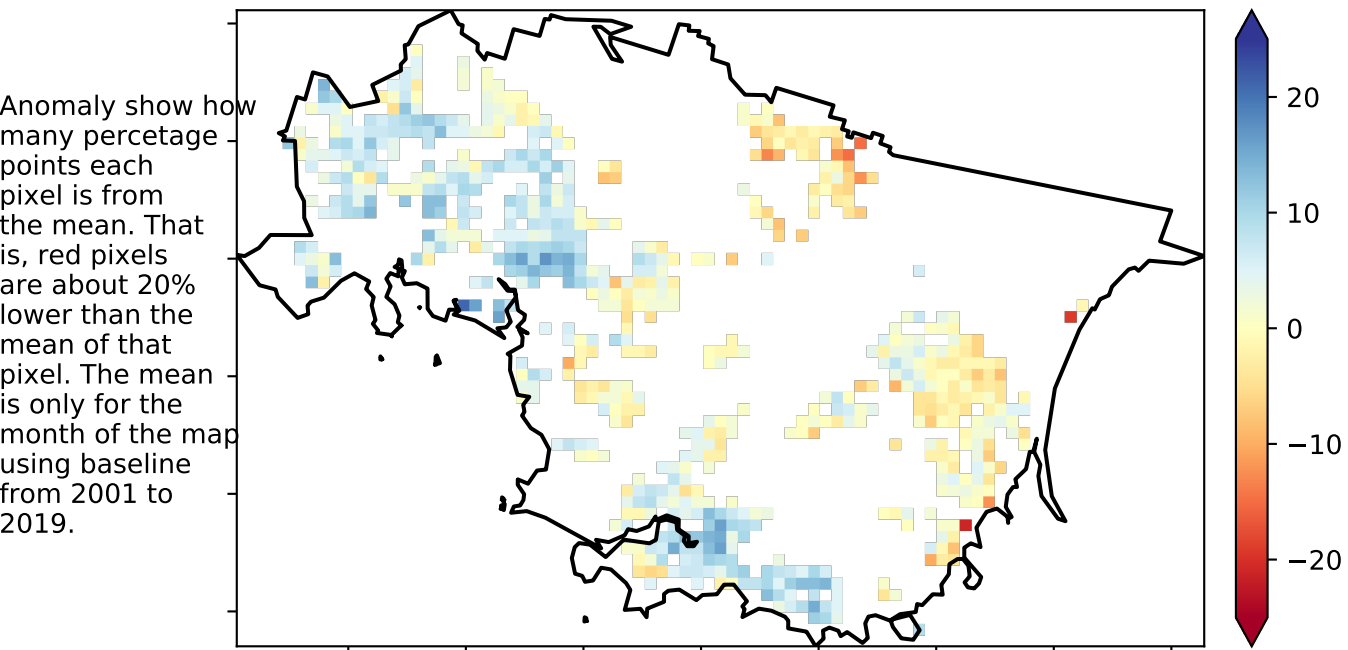 Anomaly show how
many percetage
points each
pixel is from
the mean. That
is, red pixels
are about 20%
lower than the
mean of that
pixel. The mean
is only for the
month of the map
using baseline
from 2001 to
2019.
20
10
0
−10
−20